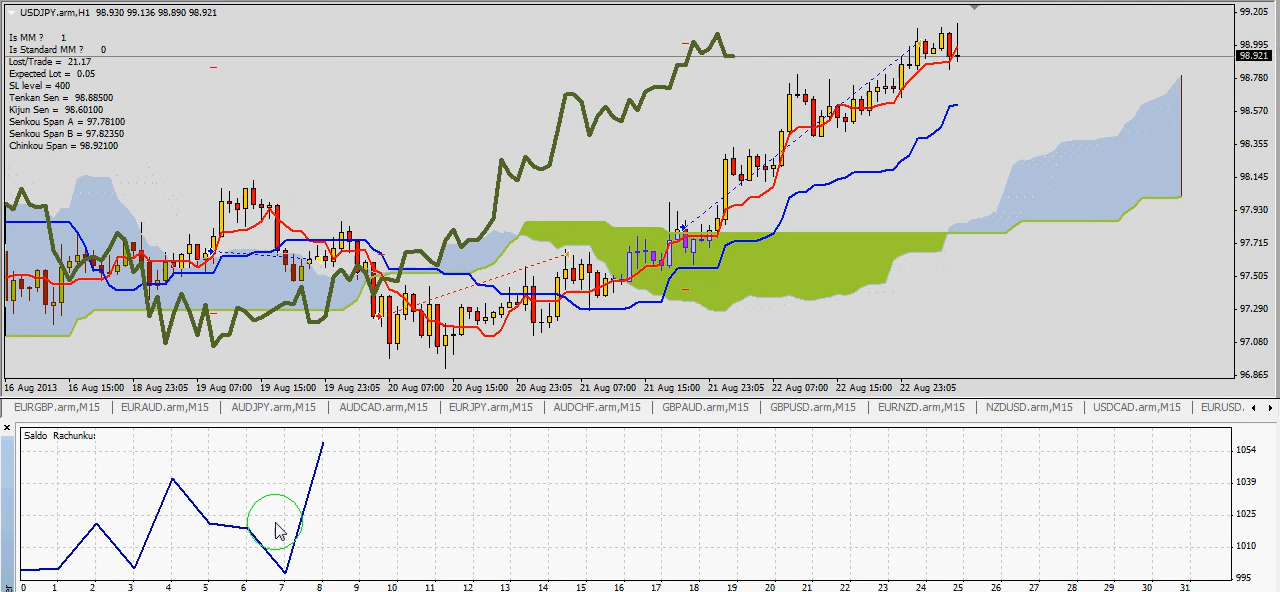 USDJPY.arm,H1 98.930 99.136 98.890 98.921
Is MM ? 1
Is Standard MM ? 0
Lost/Trade = 21.17
Expected Lot = 0.05
SL level = 400
Tenkan Sen = 98.88500
Kijun Sen = 98.60100
Senkou Span A = 97.78100
Senkou Span B = 97.82350
Chinkou Span = 98.92100
99.205
98.995
98.921
98.780
98.570
98.355
98.145
97.930
97.715
97.505
97.290
97.080
96.865
16 Aug 2013 16 Aug 15:00 18 Aug 23:05 19 Aug 07:00 19 Aug 15:00 19 Aug 23:05 20 Aug 07:00 20 Aug 15:00 20 Aug 23:05 21 Aug 07:00 21 Aug 15:00 21 Aug 23:05 22 Aug 07:00 22 Aug 15:00 22 Aug 23:05
EURGBP.arm,M15 EURAUD.arm,M15 AUDJPY.arm,M15 AUDCAD.arm,M15 EURJPY.arm,M15 AUDCHF.arm,M15 GBPAUD.arm,M15 GBPUSD.arm,M15 EURNZD.arm,M15 NZDUSD.arm,M15 USDCAD.arm,M15 EURUSD.
Saldo Rachunku:
1054
1039
1025
1010
995
0 1 2 3 4 5 6 7 8 9 10 11 12 13 14 15 16 17 18 19 20 21 22 23 24 25 26 27 28 29 30 31